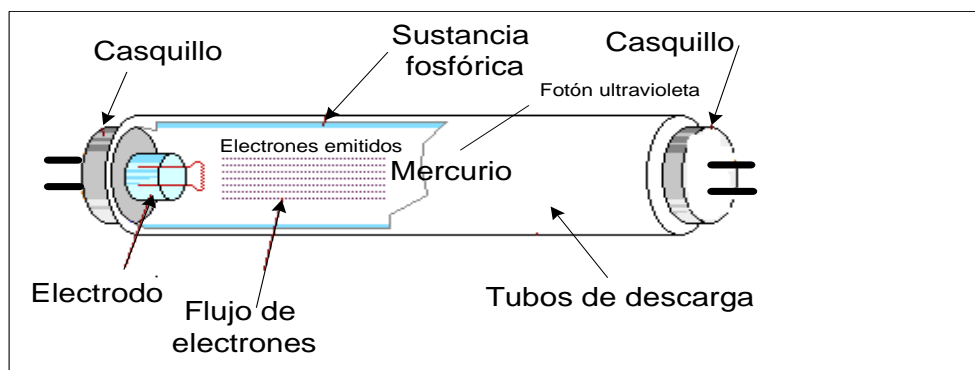 Casquillo
Sustancia
fosfórica
Casquillo
Fotón ultravioleta
Electrones emitidos
Mercurio
Electrodo
Flujo de
electrones
Tubos de descarga